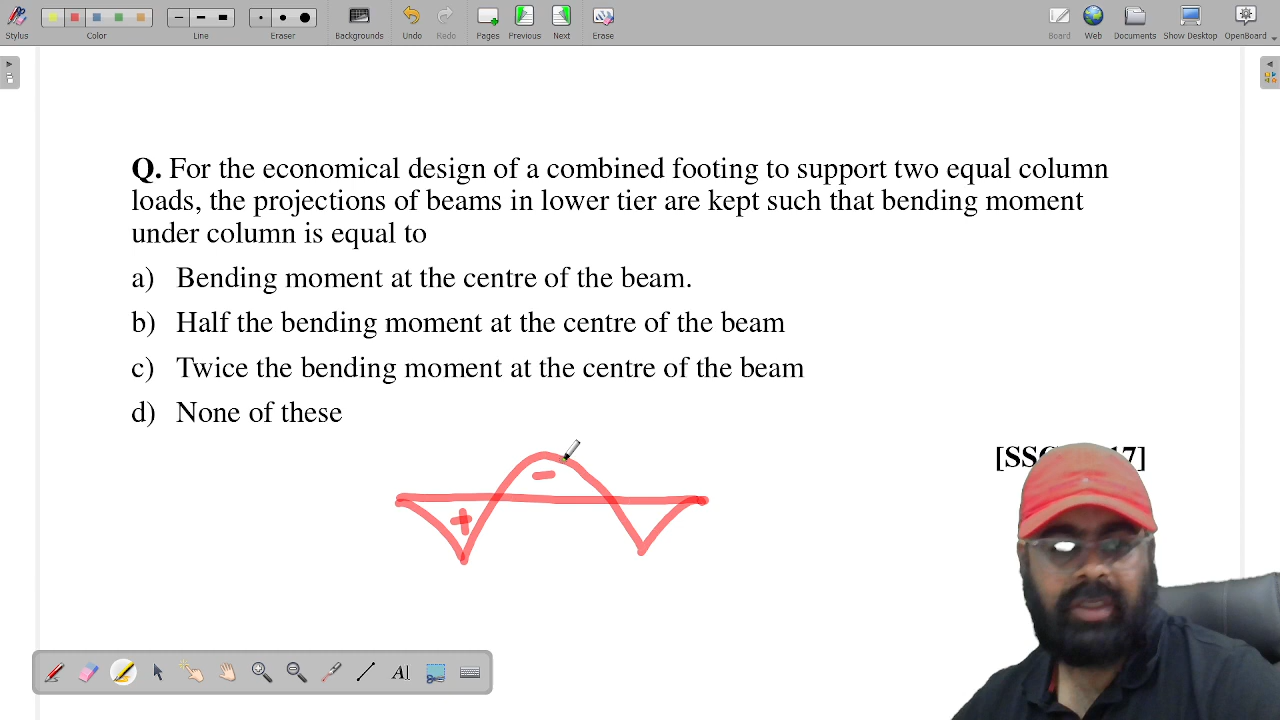 Stylus
Color
Line
Eraser
Backgrounds
Undo
Redo
Pages
Previous
Next
Erase
Board
Web
Documents
Show Desktop
OpenBoard
Q. For the economical design of a combined footing to support two equal column
loads, the projections of beams in lower tier are kept such that bending moment
under column is equal to
a) Bending moment at the centre of the beam.
b) Half the bending moment at the centre of the beam
c) Twice the bending moment at the centre of the beam
d) None of these
+
-